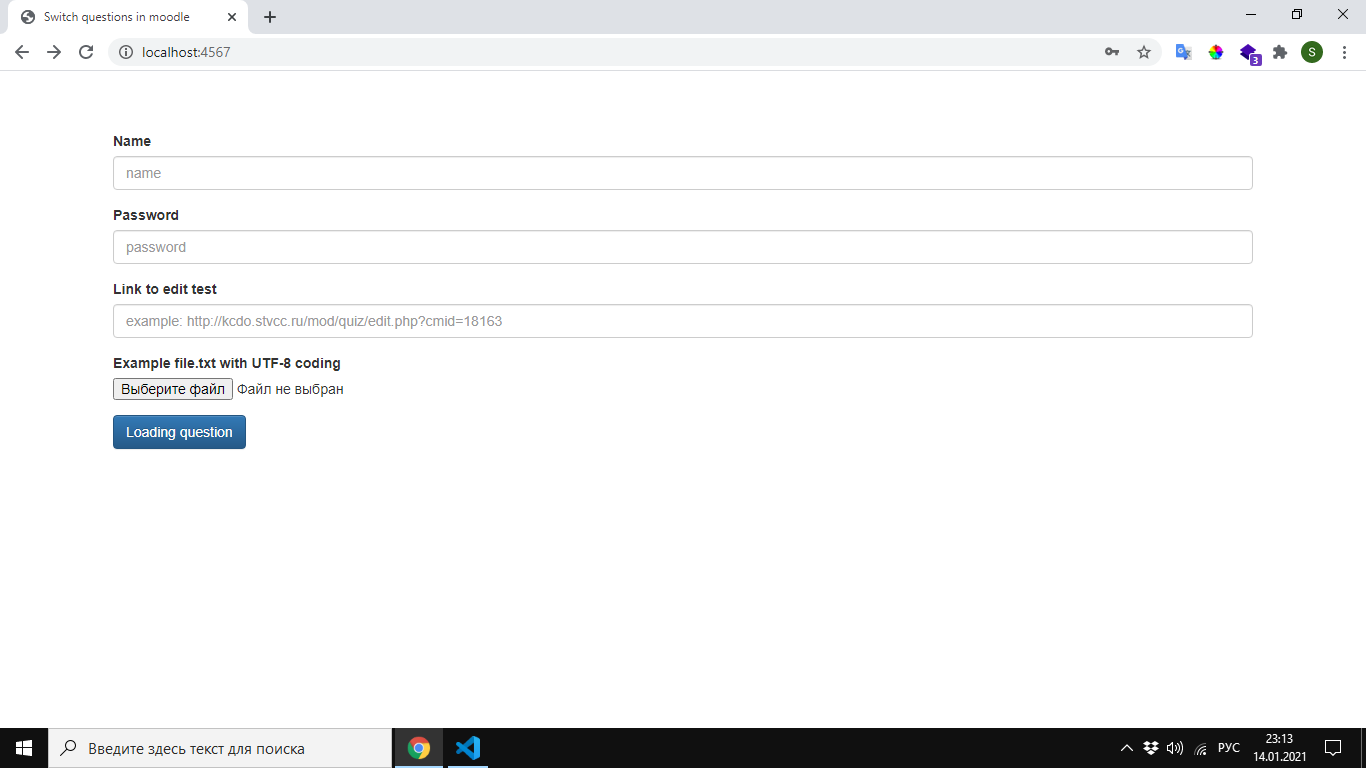 Switch questions in moodle
localhost:4567
3
S
Name
name
Password
password
Link to edit test
example: http://kcdo.stvcc.ru/mod/quiz/edit.php?cmid=18163
Example file.txt with UTF-8 coding
Выберите файл Файл не выбран
Loading question
Введите здесь текст для поиска
РУС
23:13
14.01.2021